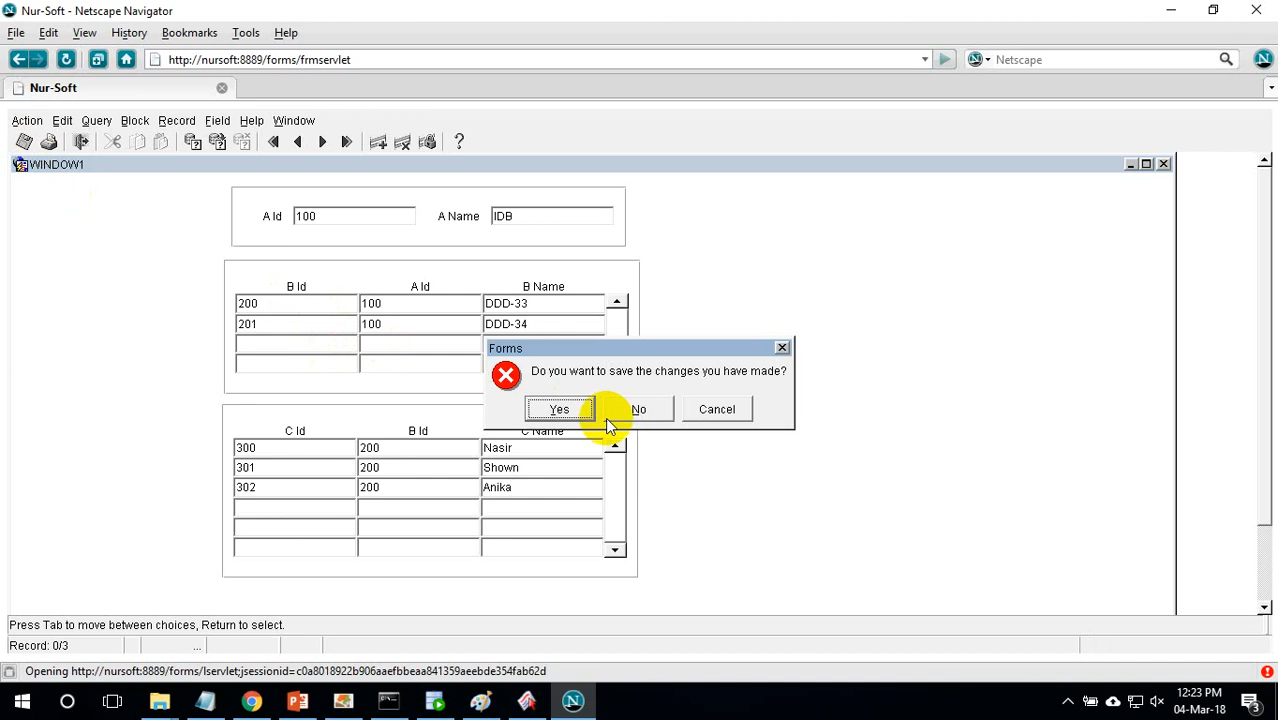 Nur-Soft - Netscape Navigator
File Edit View History Bookmarks Tools Help
http://nursoft:8889/forms/frmservlet
Netscape
Nur-Soft
Action Edit Query Block Record Field Help Window
WINDOW1
A Id 100 A Name IDB
B Id A Id B Name
200 100 DDD-33
201 100 DDD-34
Forms
Do you want to save the changes you have made?
Yes No Cancel
C Id B Id C Name
300 200 Nasir
301 200 Shown
302 200 Anika
Press Tab to move between choices, Return to select.
Record: 0/3 ...
Opening http://nursoft:8889/forms/lservlet;jsessionid=c0a8018922b906aaefbbeaa841359aeebde354fab62d
12:23 PM
04-Mar-18
3